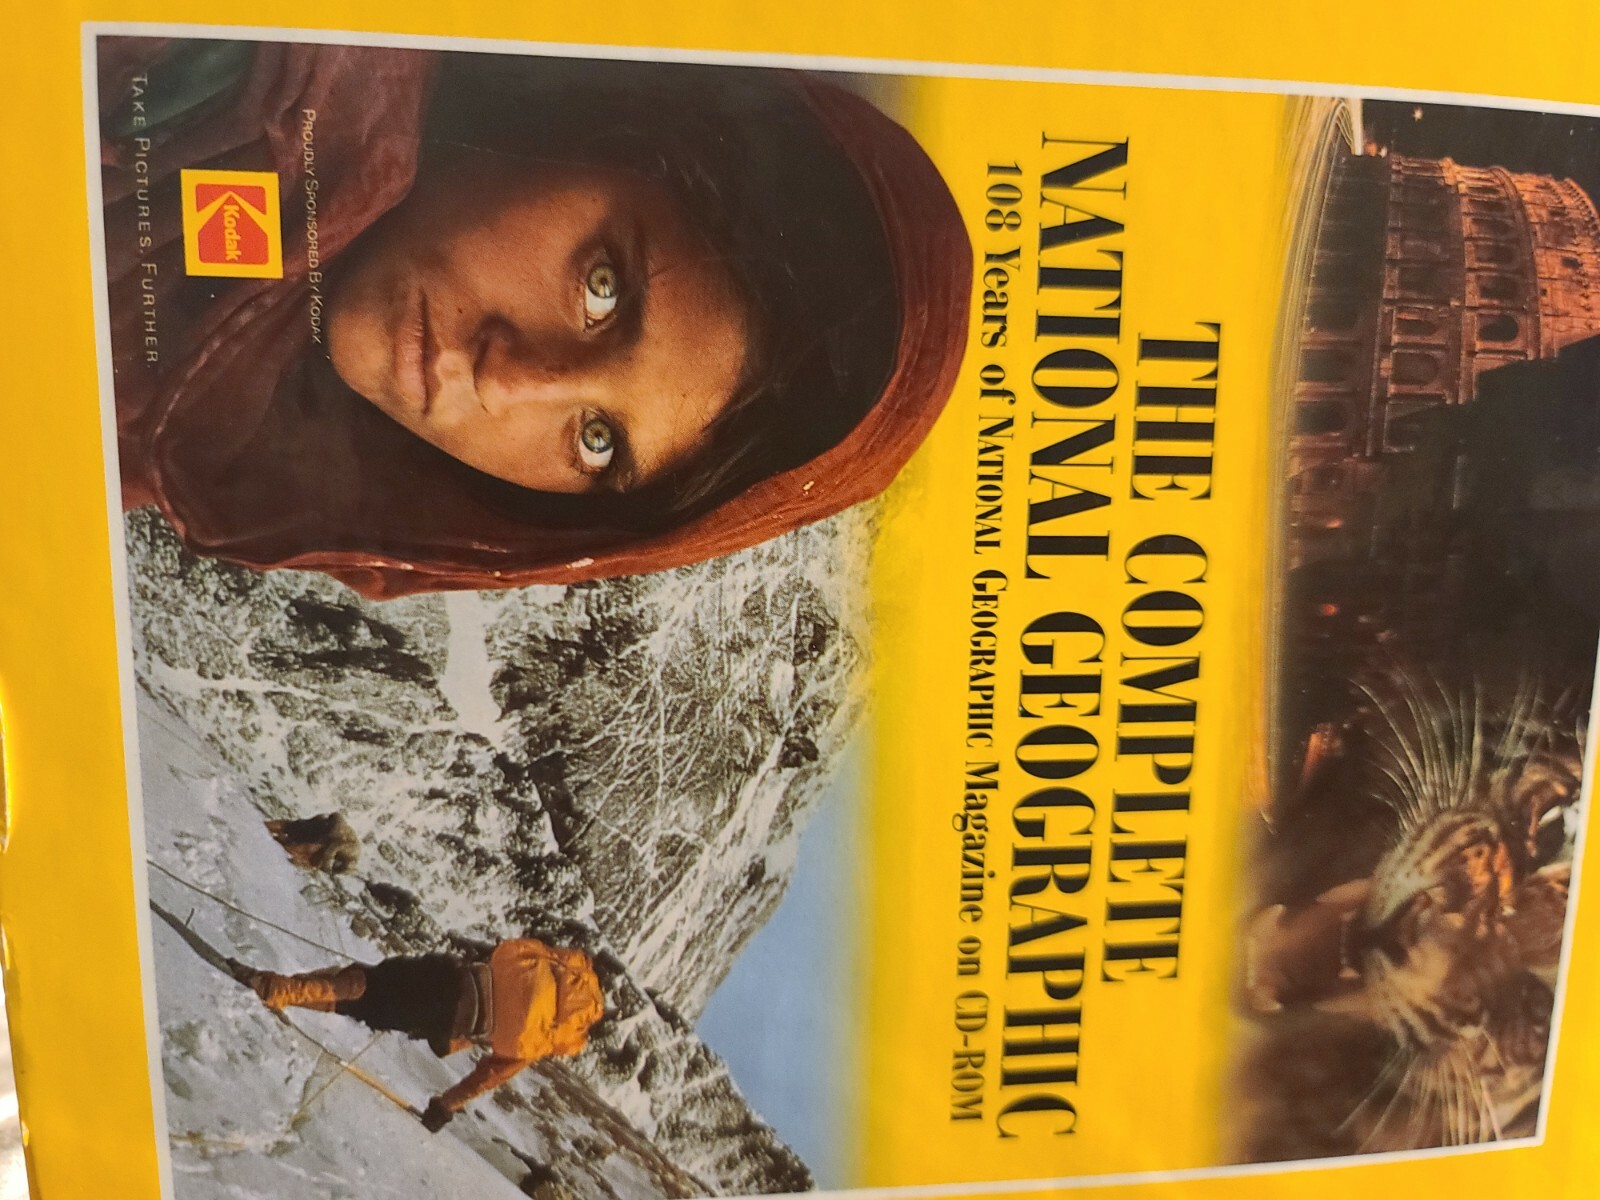 THE COMPLETE
NATIONAL GEOGRAPHIC
108 Years of NATIONAL GEOGRAPHIC Magazine on CD-ROM
PROUDLY SPONSORED BY KODAK
Kodak
TAKE PICTURES. FURTHER.